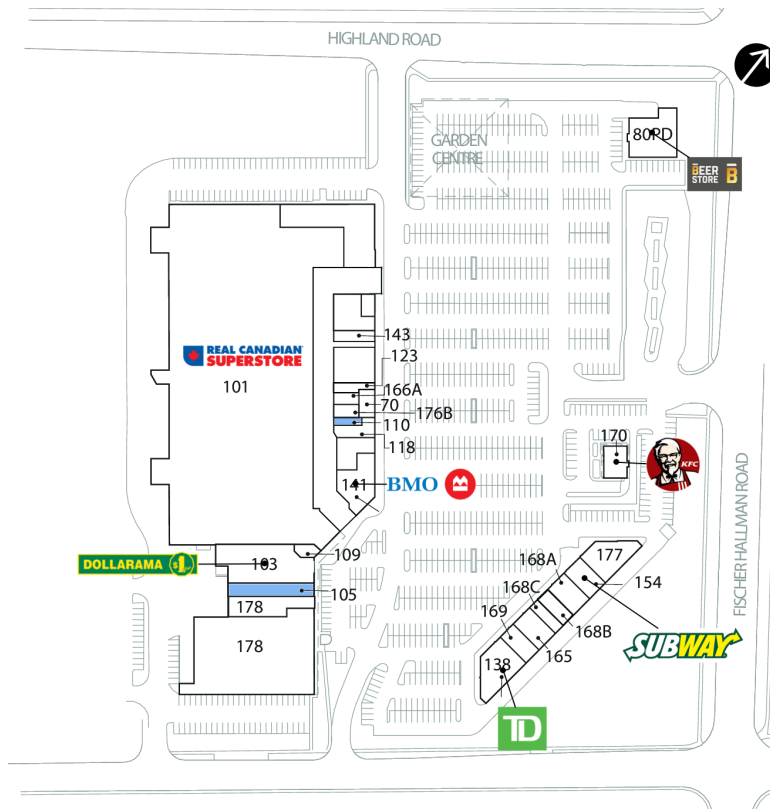 HIGHLAND ROAD
GARDEN
CENTRE
80PD
BEER
STORE B
REAL CANADIAN
SUPERSTORE
101
143
123
166A
70
176B
110
118
141
BMO
170
KFC
FISCHER HALLMAN ROAD
109
DOLLARAMA $1
103
105
178
178
177
168A
154
168C
169
168B
165
138
SUBWAY
TD